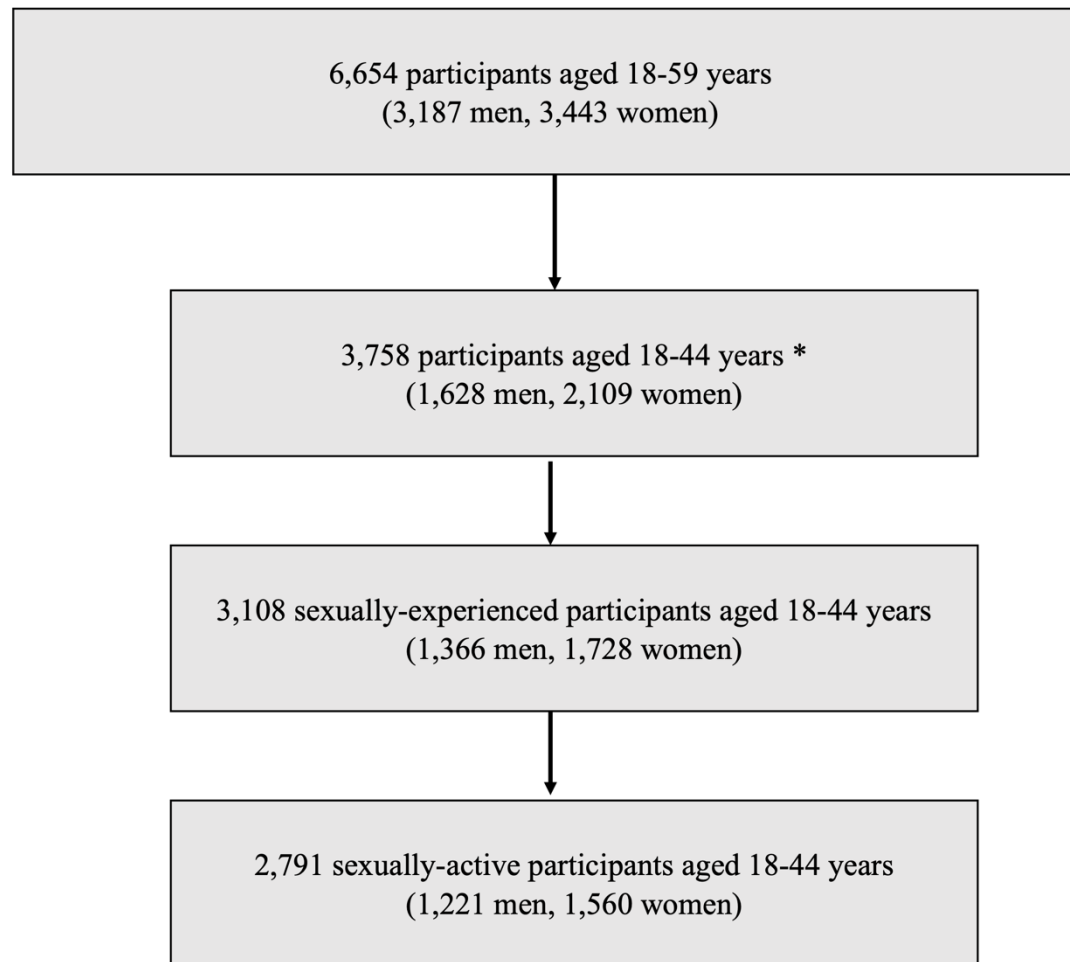 6,654 participants aged 18-59 years
(3,187 men, 3,443 women)
3,758 participants aged 18-44 years *
(1,628 men, 2,109 women)
3,108 sexually-experienced participants aged 18-44 years
(1,366 men, 1,728 women)
2,791 sexually-active participants aged 18-44 years
(1,221 men, 1,560 women)